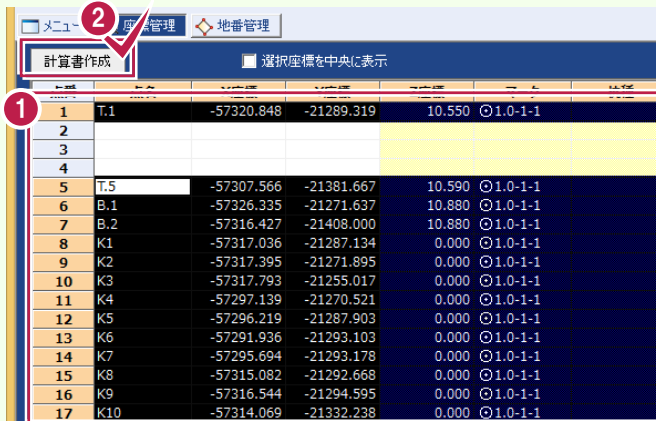 メニュー 2 座標管理 地番管理
計算書作成 選択座標を中央に表示
1
1 T.1 -57320.848 -21289.319 10.550 ⊙1.0-1-1
2
3
4
5 T.5 -57307.566 -21381.667 10.590 ⊙1.0-1-1
6 B.1 -57326.335 -21271.637 10.880 ⊙1.0-1-1
7 B.2 -57316.427 -21408.000 10.880 ⊙1.0-1-1
8 K1 -57317.036 -21287.134 0.000 ⊙1.0-1-1
9 K2 -57317.395 -21271.895 0.000 ⊙1.0-1-1
10 K3 -57317.793 -21255.017 0.000 ⊙1.0-1-1
11 K4 -57297.139 -21270.521 0.000 ⊙1.0-1-1
12 K5 -57296.219 -21287.903 0.000 ⊙1.0-1-1
13 K6 -57291.936 -21293.103 0.000 ⊙1.0-1-1
14 K7 -57295.694 -21293.178 0.000 ⊙1.0-1-1
15 K8 -57315.082 -21292.668 0.000 ⊙1.0-1-1
16 K9 -57316.544 -21294.595 0.000 ⊙1.0-1-1
17 K10 -57314.069 -21332.238 0.000 ⊙1.0-1-1